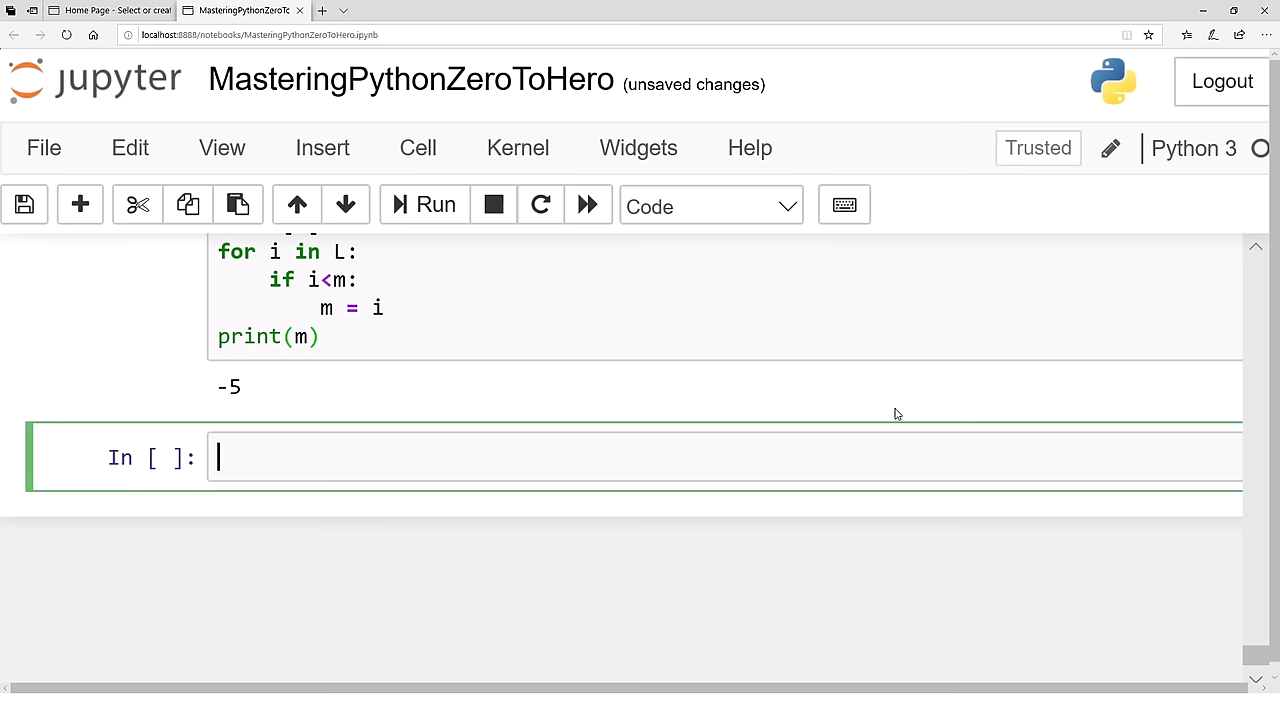 Home Page - Select or creat
MasteringPythonZeroTo
localhost:8888/notebooks/MasteringPythonZeroToHero.ipynb
jupyter MasteringPythonZeroToHero (unsaved changes)
Logout
File Edit View Insert Cell Kernel Widgets Help
Trusted
Python 3
Run
Code
for i in L:
    if i<m:
        m = i
print(m)
-5
In [ ]: